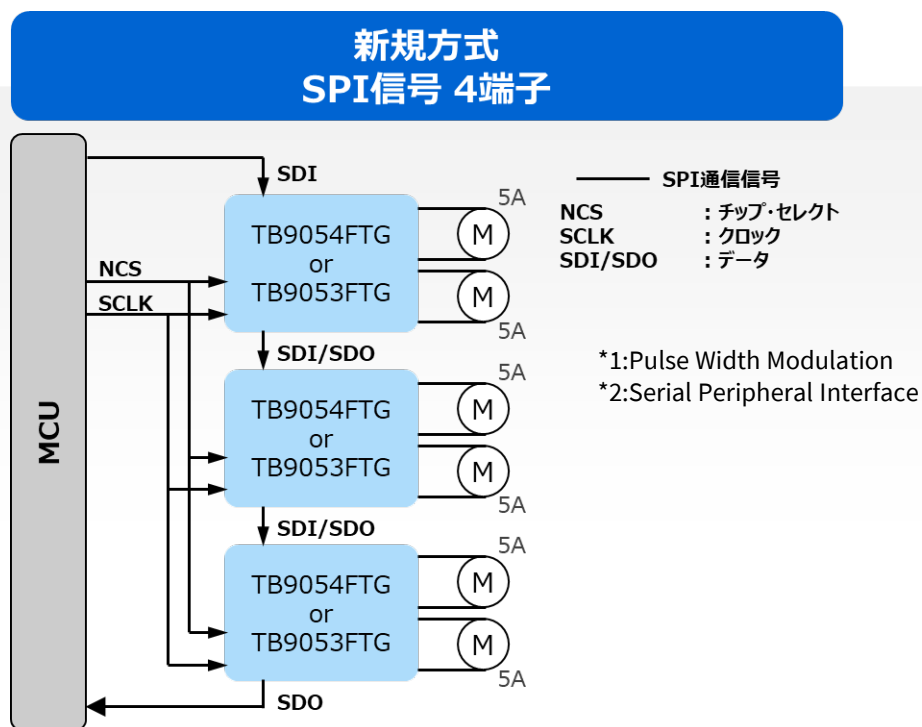 新規方式
SPI信号 4端子
MCU
SDI
NCS
SCLK
TB9054FTG
or
TB9053FTG
5A
M
M
5A
SDI/SDO
TB9054FTG
or
TB9053FTG
5A
M
M
5A
SDI/SDO
TB9054FTG
or
TB9053FTG
5A
M
M
5A
SDO
SPI通信信号
NCS : チップ・セレクト
SCLK : クロック
SDI/SDO : データ
*1:Pulse Width Modulation
*2:Serial Peripheral Interface